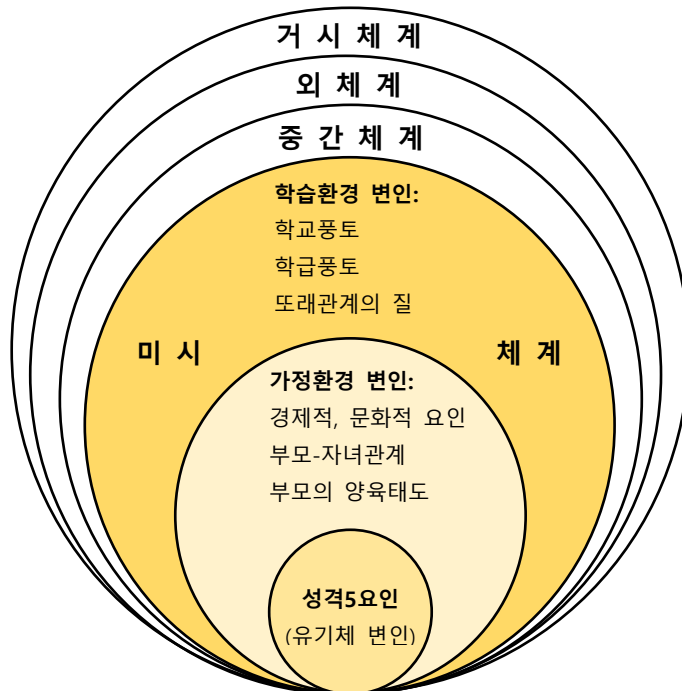 거 시 체 계
외 체 계
중 간 체 계
학습환경 변인:
학교풍토
학급풍토
또래관계의 질
미 시 체 계
가정환경 변인:
경제적, 문화적 요인
부모-자녀관계
부모의 양육태도
성격5요인
(유기체 변인)